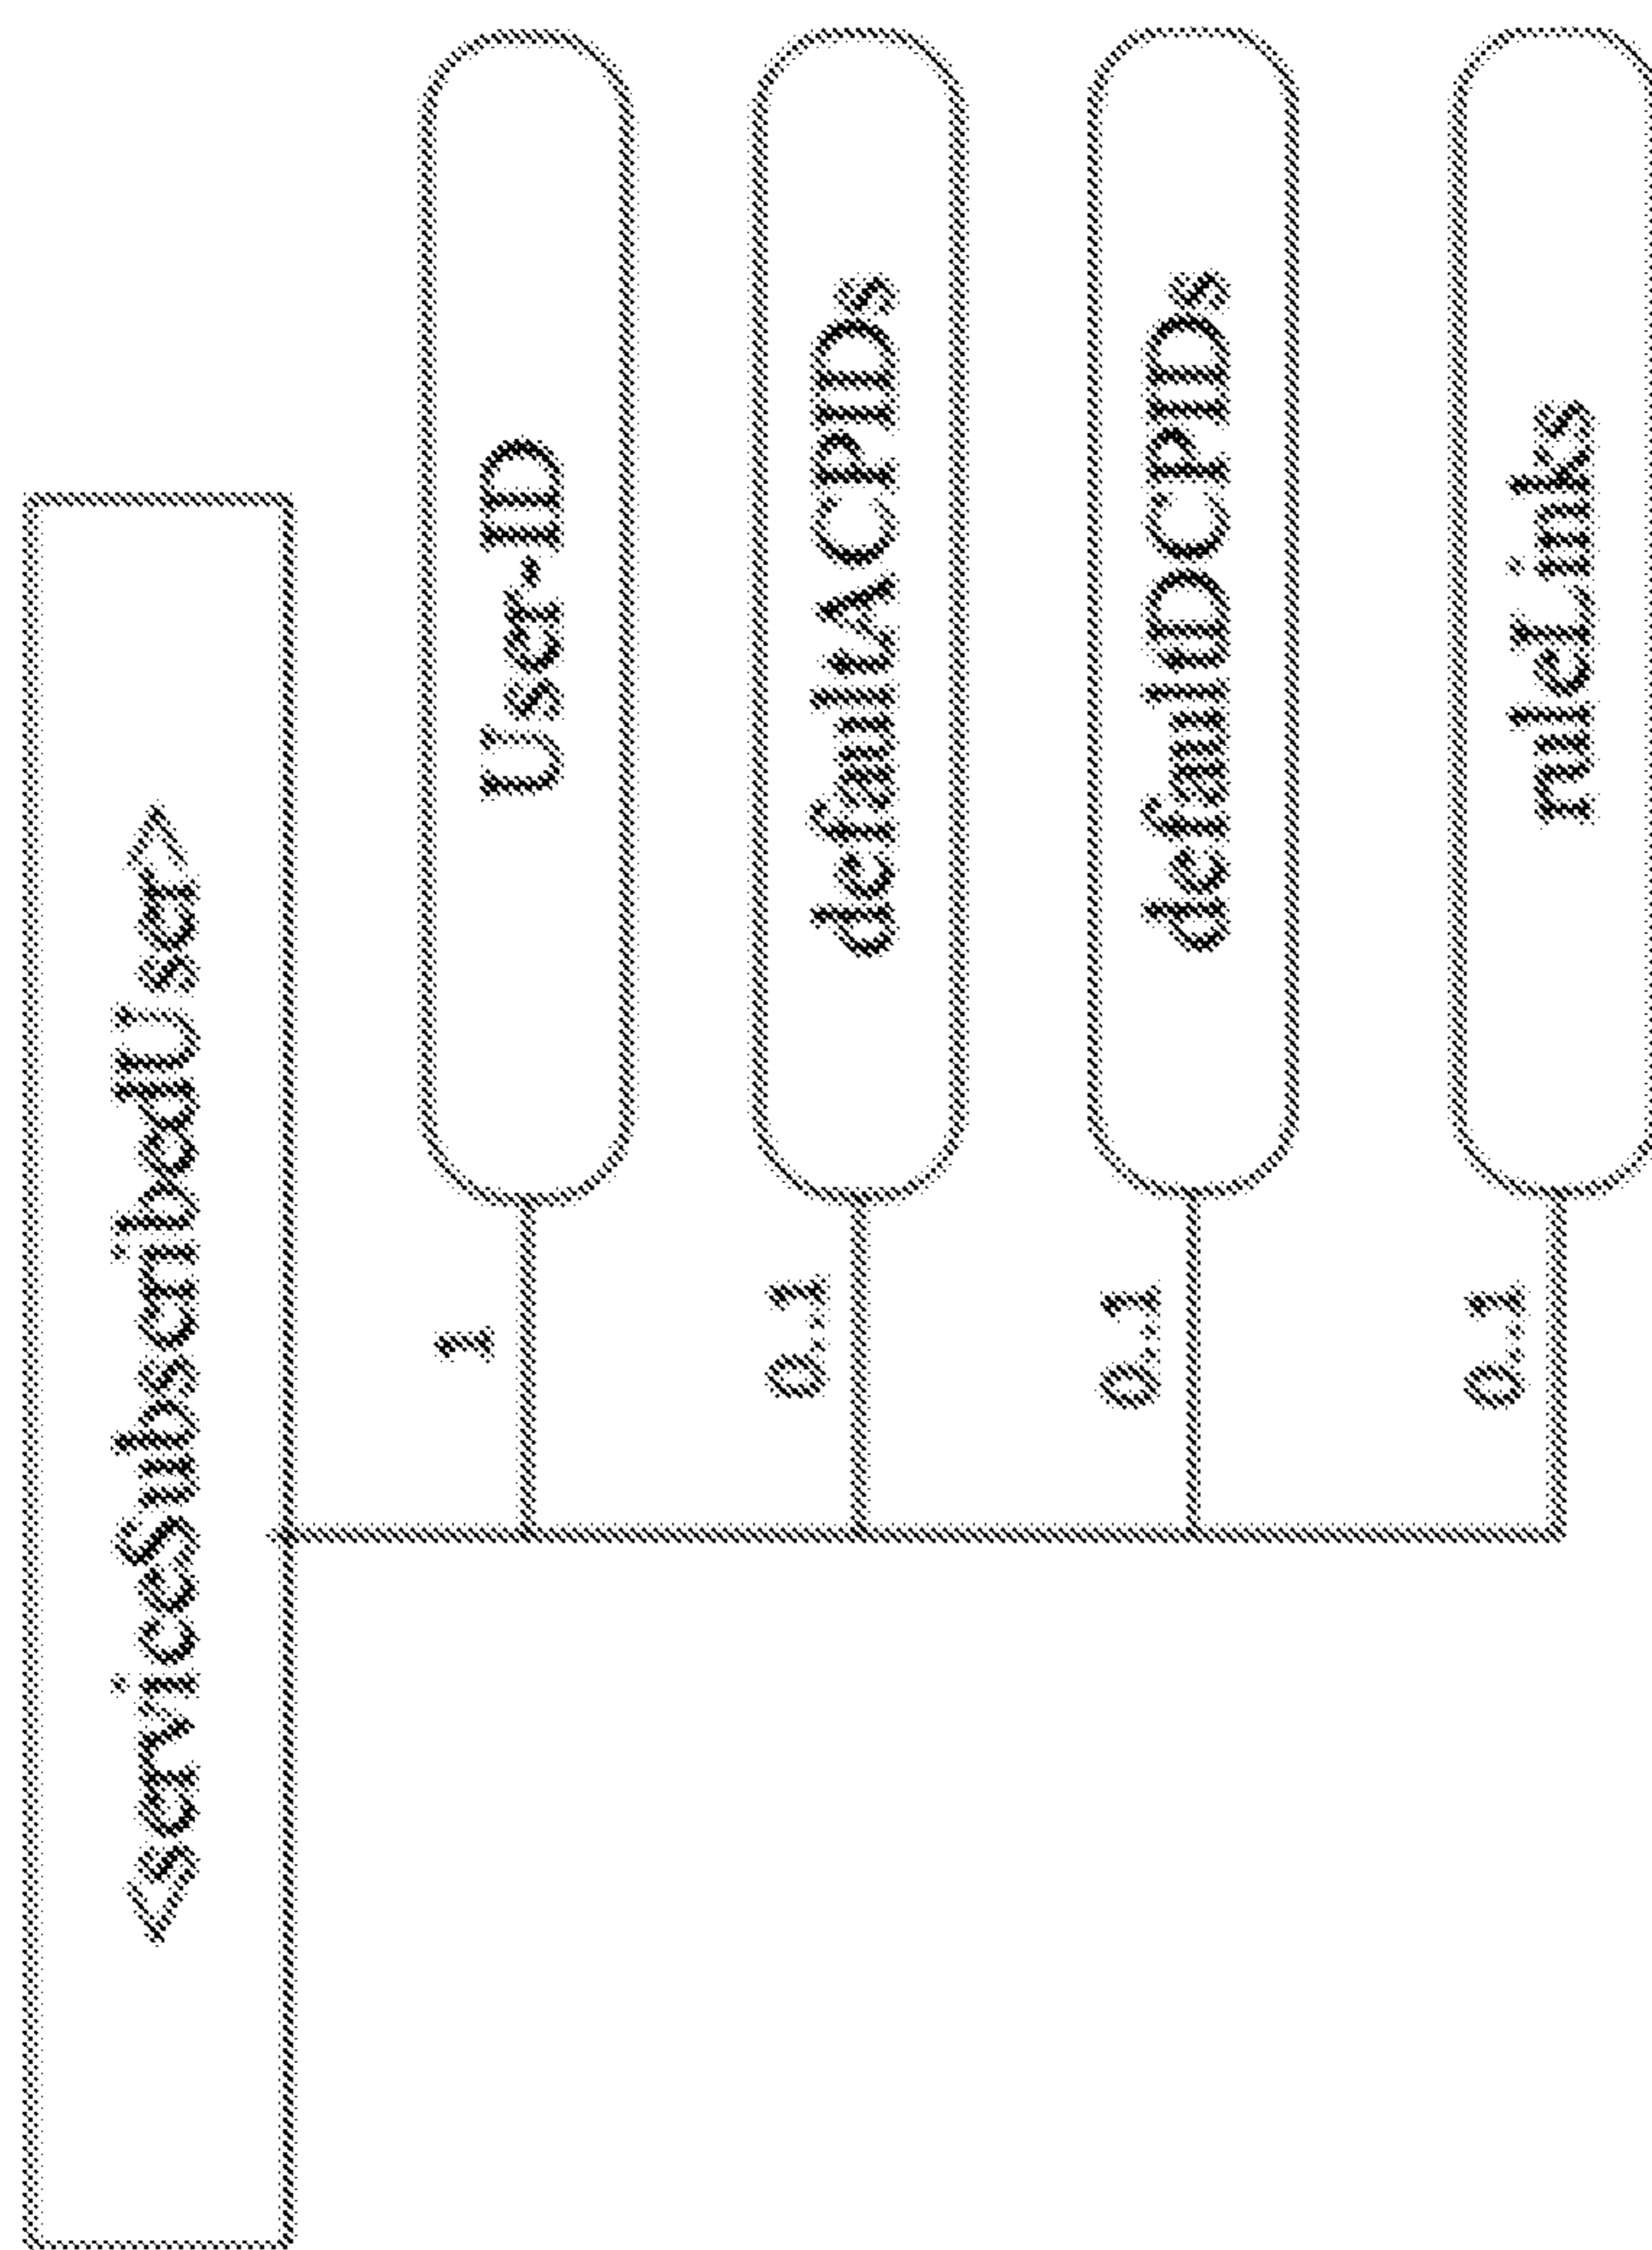 <serviceSubscribedUser>
1
User-ID
0..1
defaultACPIDs
0..1
defaultDCPIDs
0..1
ruleLinks